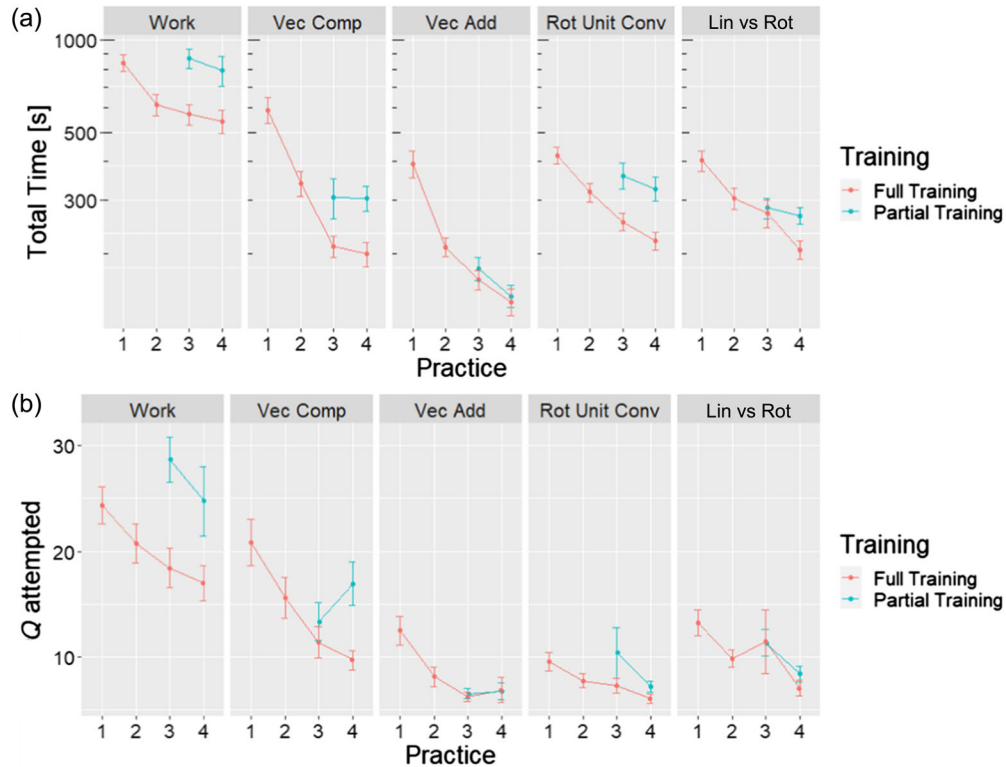 (a)
Work Vec Comp Vec Add Rot Unit Conv Lin vs Rot
Total Time [s]
1000
500
300
1 2 3 4 1 2 3 4 1 2 3 4 1 2 3 4 1 2 3 4
Practice
Training
Full Training
Partial Training
(b)
Work Vec Comp Vec Add Rot Unit Conv Lin vs Rot
Q attempted
30
20
10
1 2 3 4 1 2 3 4 1 2 3 4 1 2 3 4 1 2 3 4
Practice
Training
Full Training
Partial Training